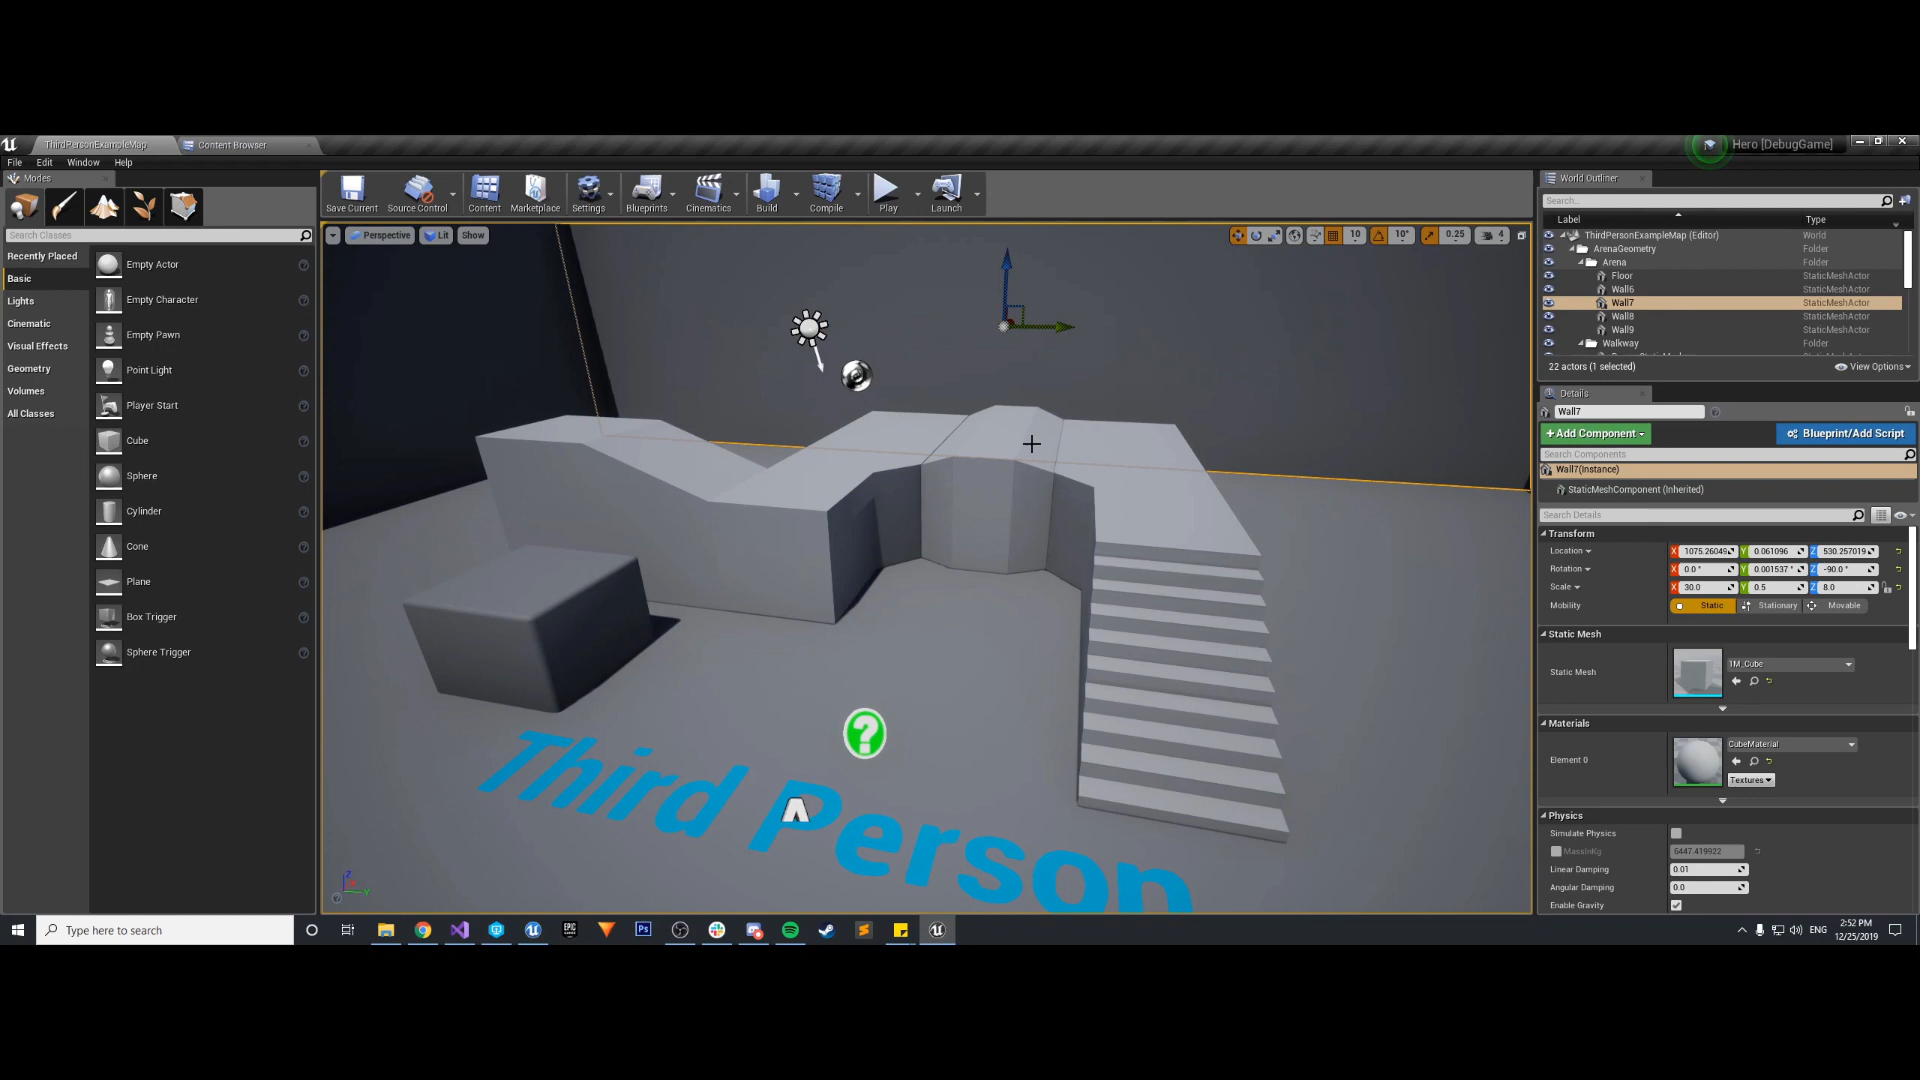 ThirdPersonExampleMap
Content Browser
Hero [DebugGame]
File Edit Window Help
Modes
Search Classes
Recently Placed
Basic
Lights
Cinematic
Visual Effects
Geometry
Volumes
All Classes
Empty Actor
Empty Character
Empty Pawn
Point Light
Player Start
Cube
Sphere
Cylinder
Cone
Plane
Box Trigger
Sphere Trigger
Save Current
Source Control
Content
Marketplace
Settings
Blueprints
Cinematics
Build
Compile
Play
Launch
Perspective
Lit
Show
10
10°
0.25
4
Third Person
World Outliner
Search...
Label Type
ThirdPersonExampleMap (Editor) World
ArenaGeometry Folder
Arena Folder
Floor StaticMeshActor
Wall6 StaticMeshActor
Wall7 StaticMeshActor
Wall8 StaticMeshActor
Wall9 StaticMeshActor
Walkway Folder
22 actors (1 selected)
View Options
Details
Wall7
+Add Component
Blueprint/Add Script
Search Components
Wall7(Instance)
StaticMeshComponent (Inherited)
Search Details
Transform
Location X 1075.26049 Y 0.061096 Z 530.257019
Rotation X 0.0 ° Y 0.001537 ° Z -90.0 °
Scale X 30.0 Y 0.5 Z 8.0
Mobility Static Stationary Movable
Static Mesh
Static Mesh
1M_Cube
Materials
Element 0
CubeMaterial
Textures
Physics
Simulate Physics
MassInKg 6447.419922
Linear Damping 0.01
Angular Damping 0.0
Enable Gravity
Type here to search
EPIC
Ps
ENG
2:52 PM
12/25/2019